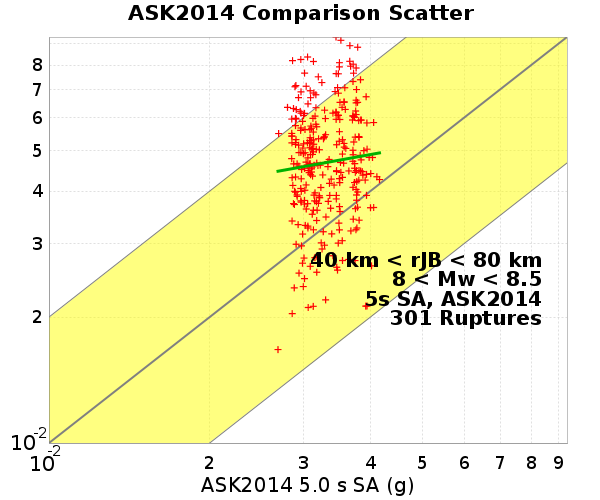 ASK2014 Comparison Scatter
8
7
6
5
4
3
2
10-2
40 km < rJB < 80 km
8 < Mw < 8.5
5s SA, ASK2014
301 Ruptures
10-2 2 3 4 5 6 7 8 9
ASK2014 5.0 s SA (g)